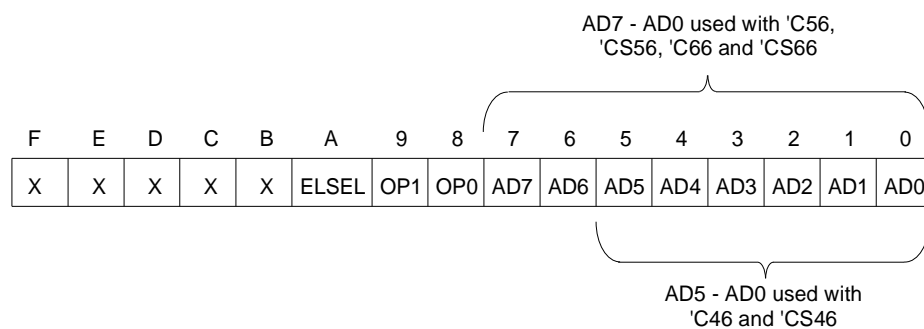 AD7 - AD0 used with 'C56,
'CS56, 'C66 and 'CS66
F E D C B A 9 8 7 6 5 4 3 2 1 0
X X X X X ELSEL OP1 OP0 AD7 AD6 AD5 AD4 AD3 AD2 AD1 AD0
AD5 - AD0 used with
'C46 and 'CS46